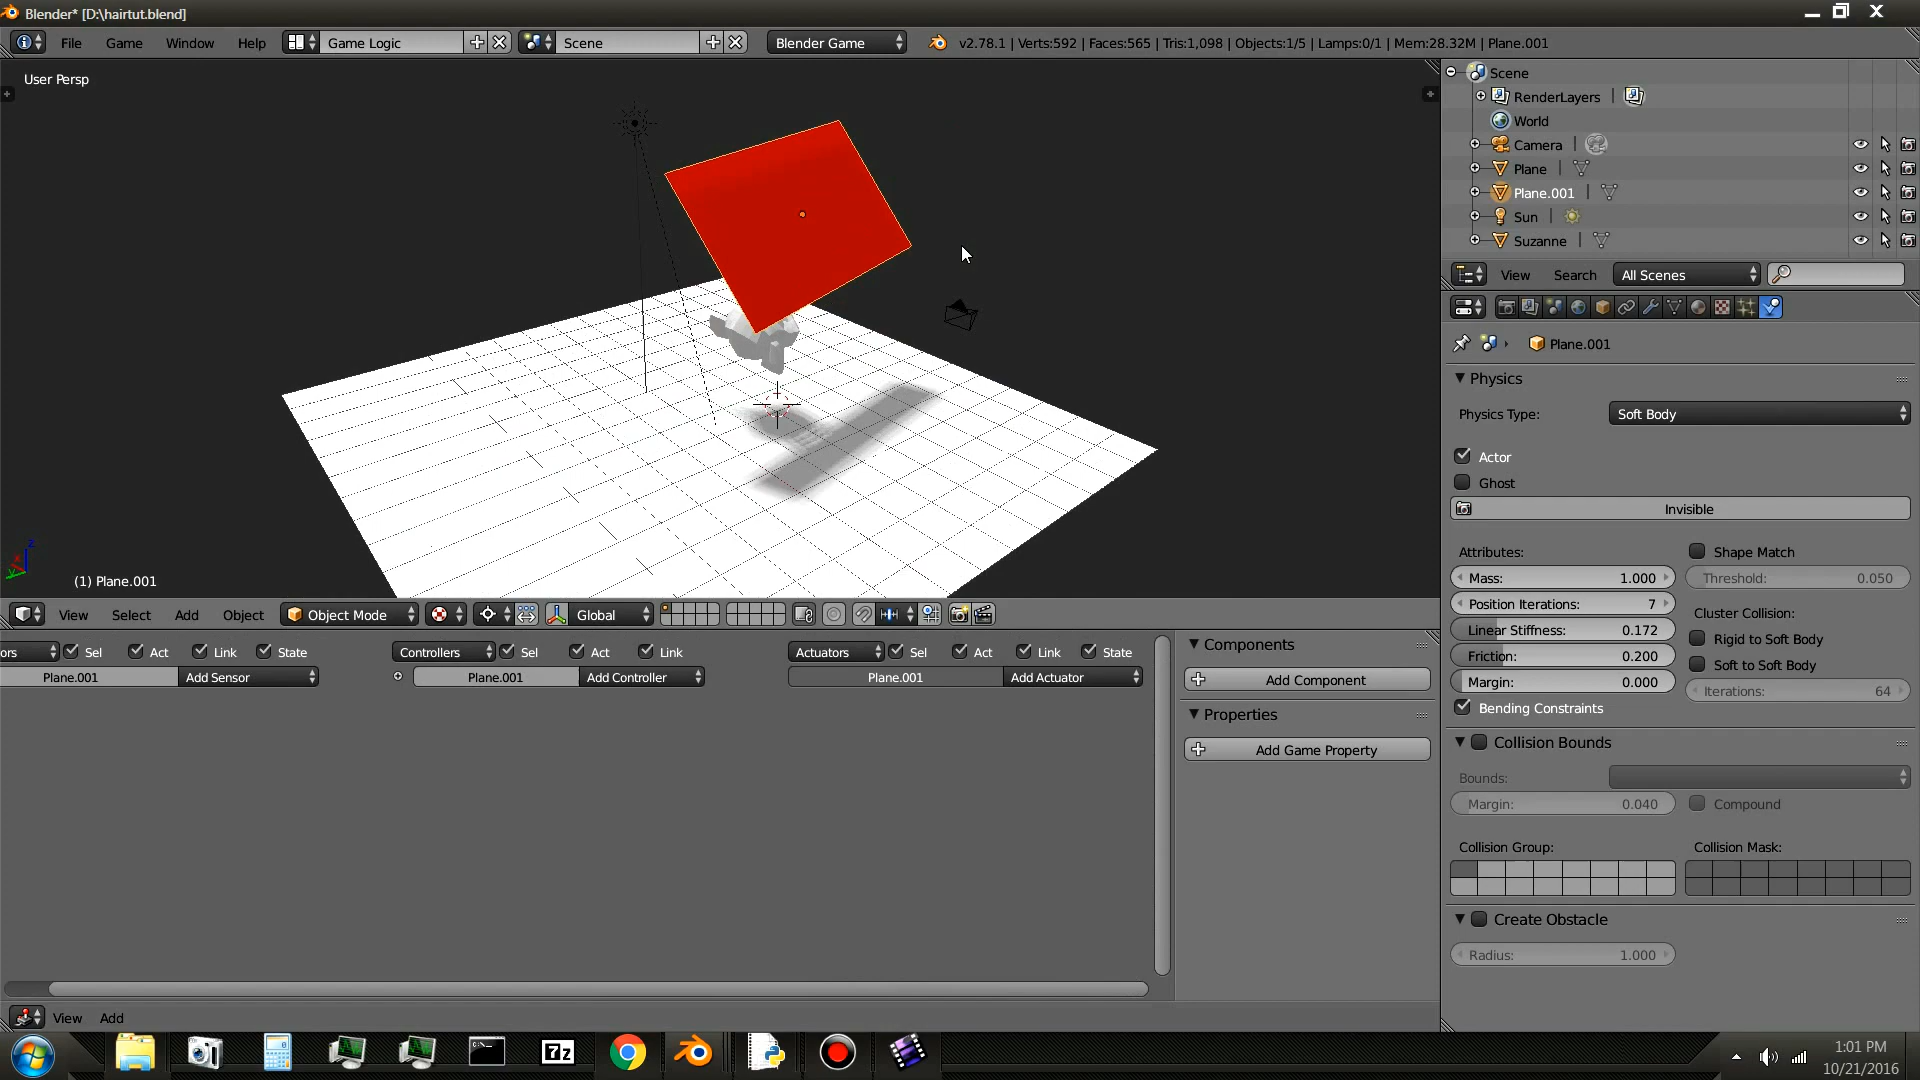 Blender* [D:\hairtut.blend]
File Game Window Help Game Logic Scene Blender Game v2.78.1 | Verts:592 | Faces:565 | Tris:1,098 | Objects:1/5 | Lamps:0/1 | Mem:28.32M | Plane.001
User Persp
(1) Plane.001
View Select Add Object Object Mode Global
ors Sel Act Link State
Plane.001 Add Sensor
Controllers Sel Act Link
Plane.001 Add Controller
Actuators Sel Act Link State
Plane.001 Add Actuator
Components
Add Component
Properties
Add Game Property
View Add
Scene
RenderLayers |
World
Camera |
Plane |
Plane.001 |
Sun |
Suzanne |
View Search All Scenes
Plane.001
Physics
Physics Type: Soft Body
Actor
Ghost
Invisible
Attributes:
Mass: 1.000
Position Iterations: 7
Linear Stiffness: 0.172
Friction: 0.200
Margin: 0.000
Bending Constraints
Shape Match
Threshold: 0.050
Cluster Collision:
Rigid to Soft Body
Soft to Soft Body
Iterations: 64
Collision Bounds
Bounds:
Margin: 0.040 Compound
Collision Group: Collision Mask:
Create Obstacle
Radius: 1.000
7z
1:01 PM
10/21/2016